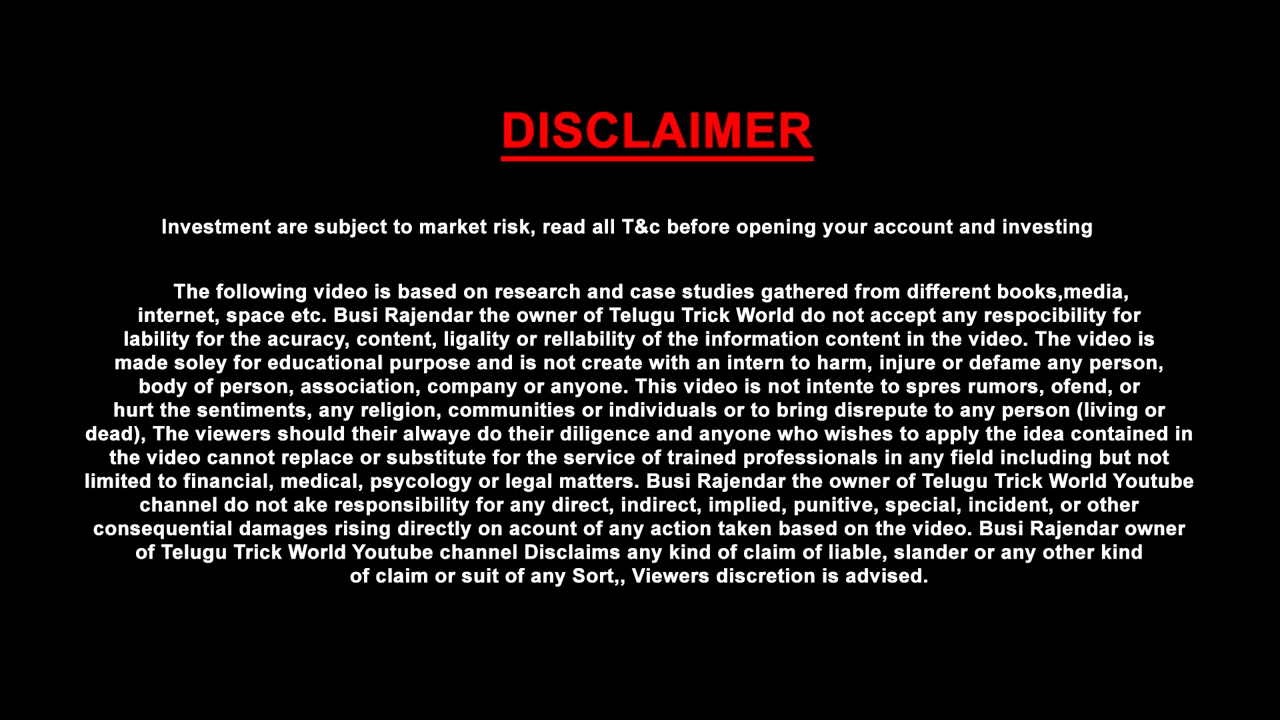 DISCLAIMER
Investment are subject to market risk, read all T&c before opening your account and investing
The following video is based on research and case studies gathered from different books,media,
internet, space etc. Busi Rajendar the owner of Telugu Trick World do not accept any respocibility for
lability for the acuracy, content, ligality or rellability of the information content in the video. The video is
made soley for educational purpose and is not create with an intern to harm, injure or defame any person,
body of person, association, company or anyone. This video is not intente to spres rumors, ofend, or
hurt the sentiments, any religion, communities or individuals or to bring disrepute to any person (living or
dead), The viewers should their alwaye do their diligence and anyone who wishes to apply the idea contained in
the video cannot replace or substitute for the service of trained professionals in any field including but not
limited to financial, medical, psycology or legal matters. Busi Rajendar the owner of Telugu Trick World Youtube
channel do not ake responsibility for any direct, indirect, implied, punitive, special, incident, or other
consequential damages rising directly on acount of any action taken based on the video. Busi Rajendar owner
of Telugu Trick World Youtube channel Disclaims any kind of claim of liable, slander or any other kind
of claim or suit of any Sort,, Viewers discretion is advised.